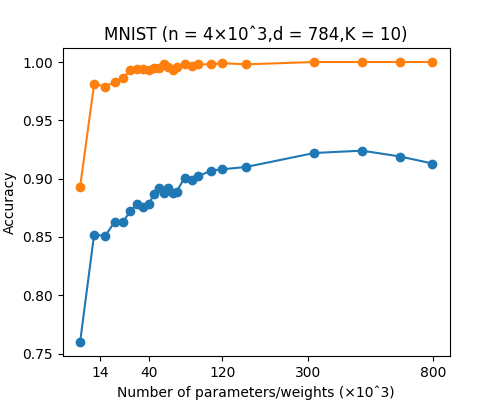 MNIST (n = 4×10ˆ3,d = 784,K = 10)
1.00
0.95
0.90
0.85
0.80
0.75
Accuracy
14 40 120 300 800
Number of parameters/weights (×10ˆ3)